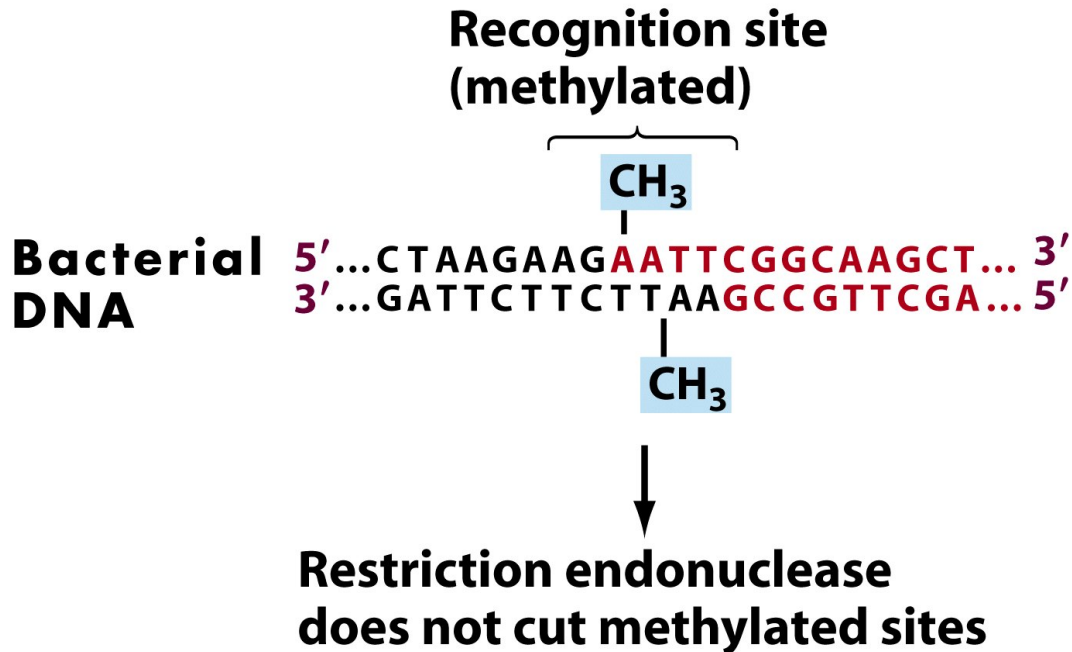 Recognition site
(methylated)
CH₃
Bacterial 5′...CTAAGAAGAATTCGGCAAGCT... 3′
DNA 3′...GATTCTTCTTAAGCCGTTCGA... 5′
CH₃
Restriction endonuclease
does not cut methylated sites